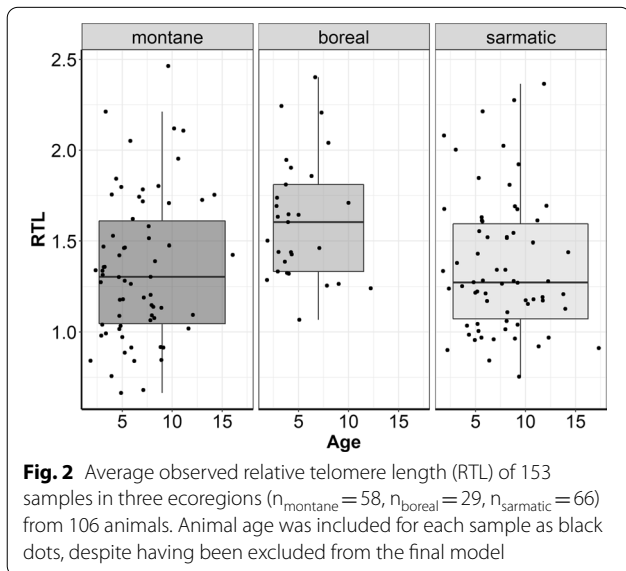 montane boreal sarmatic
2.5
2.0
1.5
1.0
RTL
5 10 15 5 10 15 5 10 15
Age
Fig. 2 Average observed relative telomere length (RTL) of 153
samples in three ecoregions (n_montane = 58, n_boreal = 29, n_sarmatic = 66)
from 106 animals. Animal age was included for each sample as black
dots, despite having been excluded from the final model